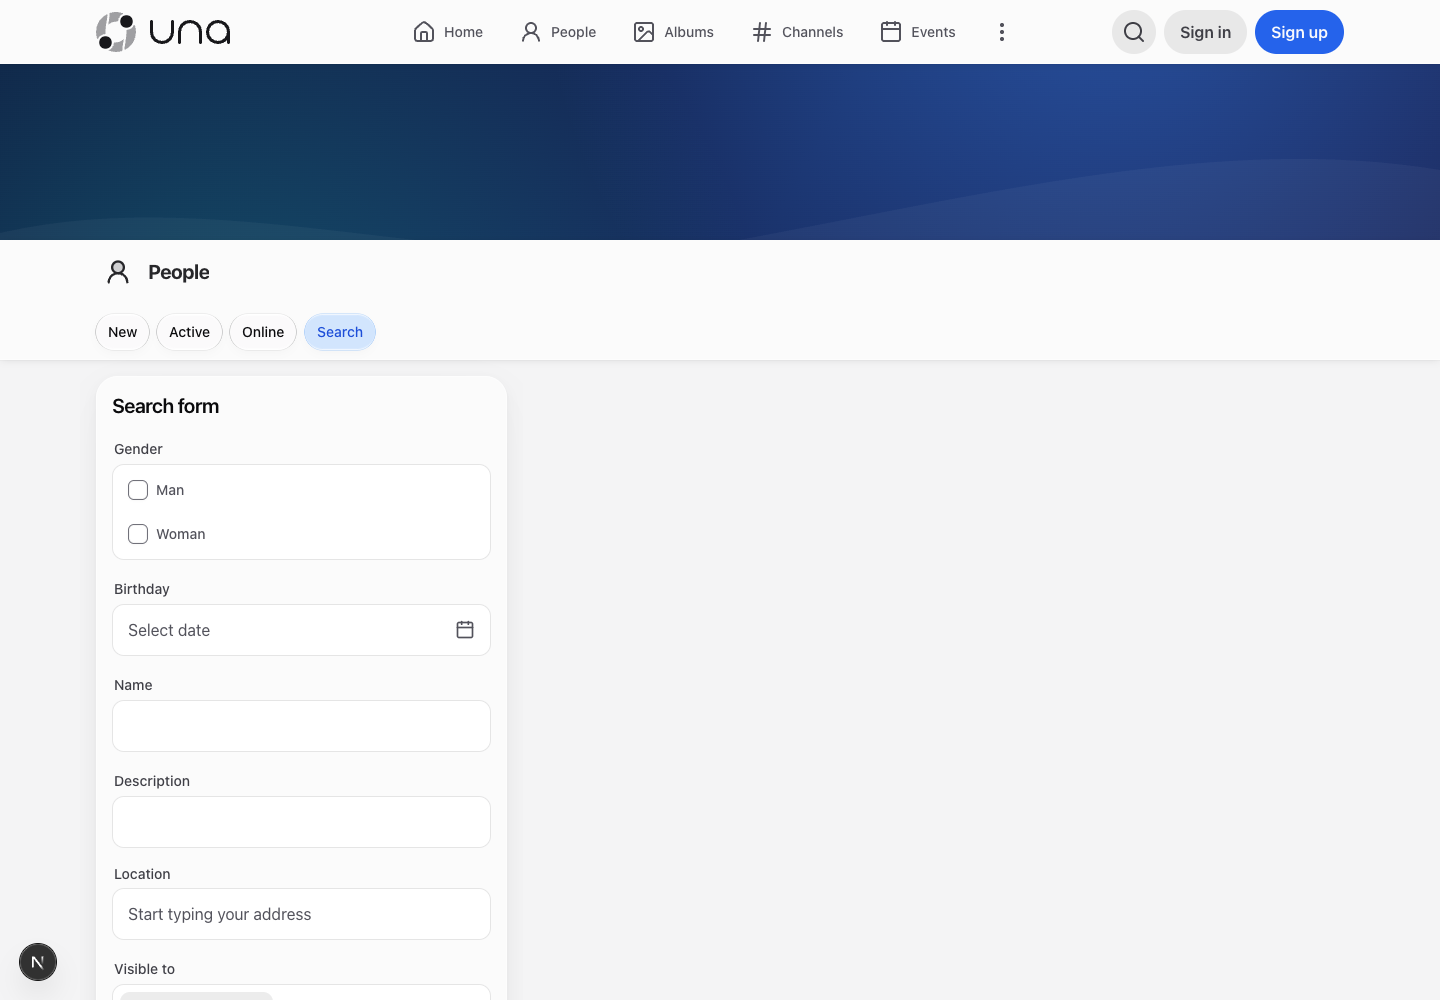 una
Home
People
Albums
Channels
Events
Sign in
Sign up
People
New
Active
Online
Search
Search form
Gender
Man
Woman
Birthday
Select date
Name
Description
Location
Start typing your address
N
Visible to